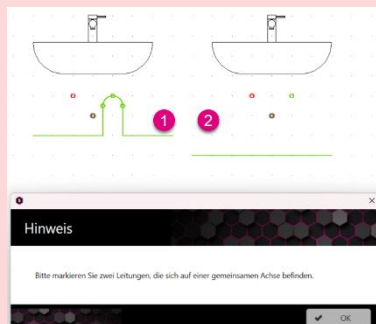 1 2
Hinweis
Bitte markieren Sie zwei Leitungen, die sich auf einer gemeinsamen Achse befinden.
OK